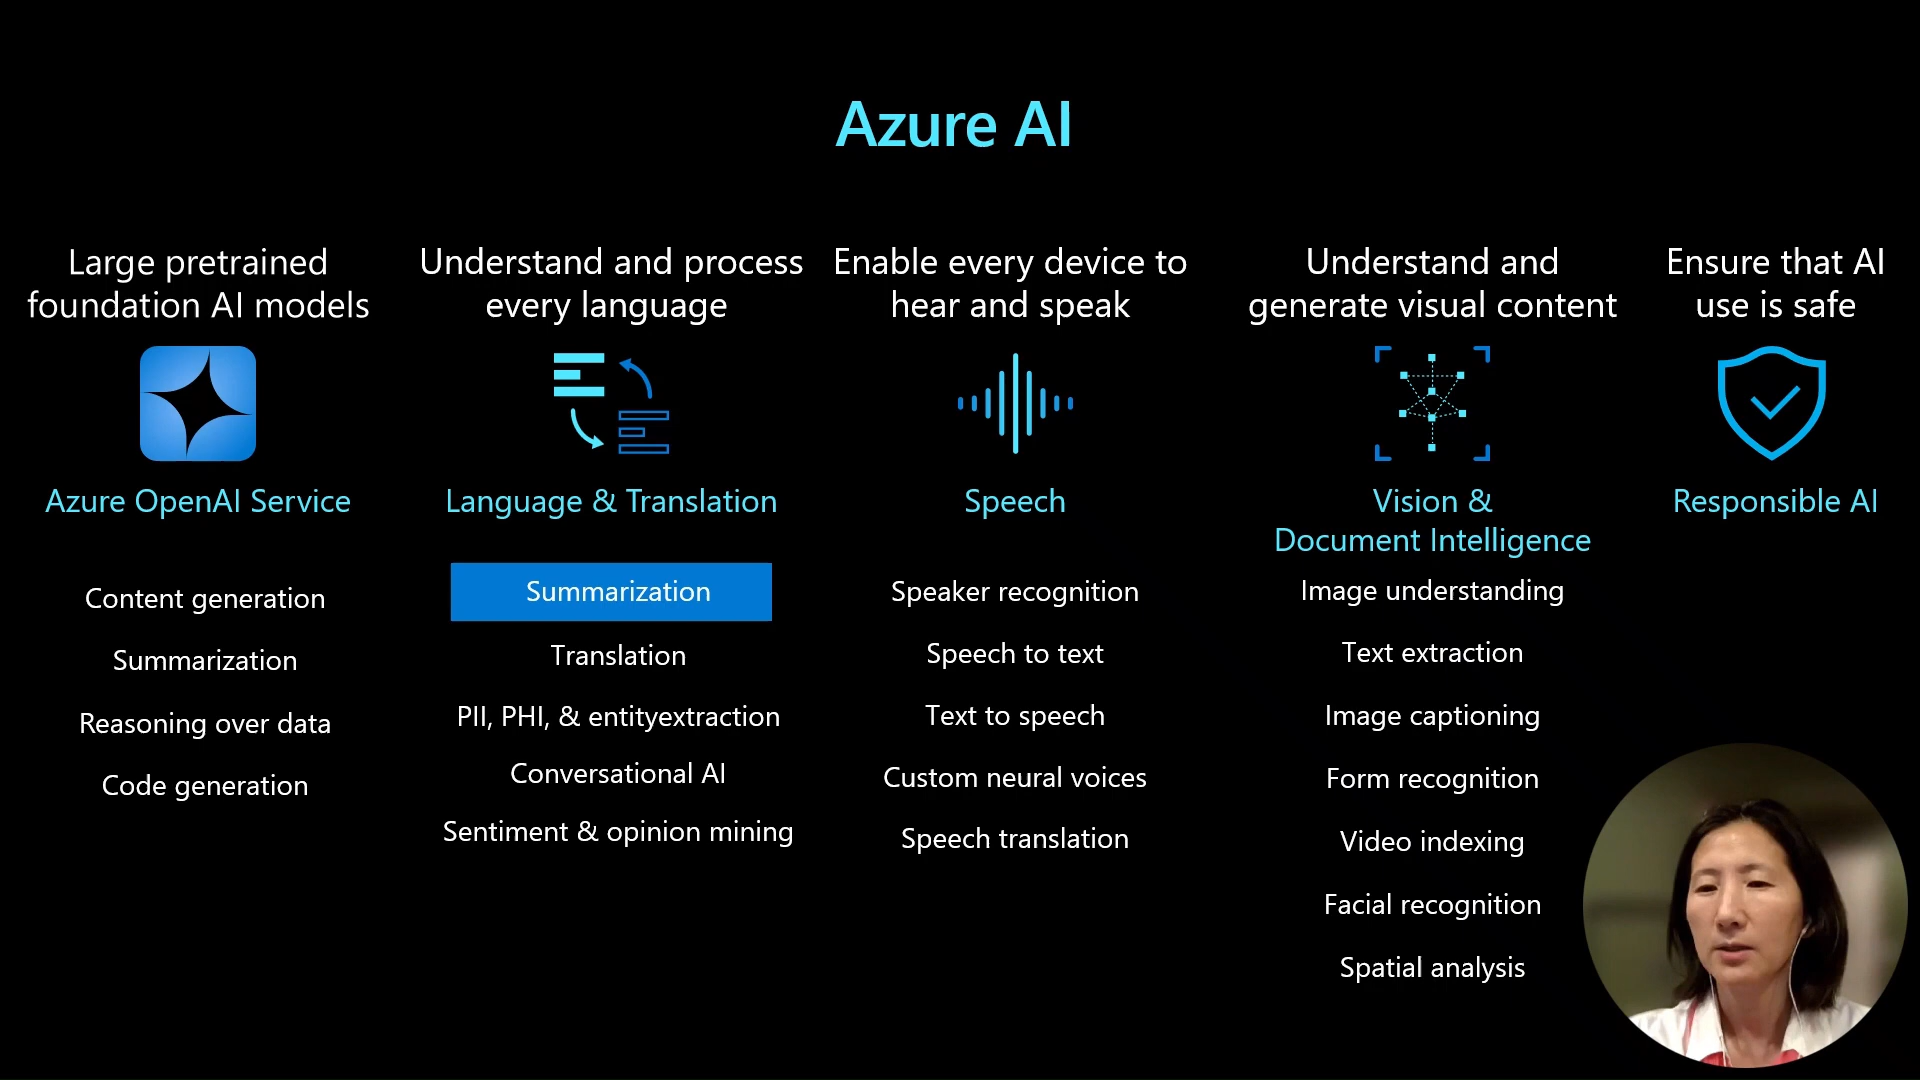 Azure AI
Large pretrained
foundation AI models
Azure OpenAI Service
Content generation
Summarization
Reasoning over data
Code generation
Understand and process
every language
Language & Translation
Summarization
Translation
PII, PHI, & entityextraction
Conversational AI
Sentiment & opinion mining
Enable every device to
hear and speak
Speech
Speaker recognition
Speech to text
Text to speech
Custom neural voices
Speech translation
Understand and
generate visual content
Vision &
Document Intelligence
Image understanding
Text extraction
Image captioning
Form recognition
Video indexing
Facial recognition
Spatial analysis
Ensure that AI
use is safe
Responsible AI